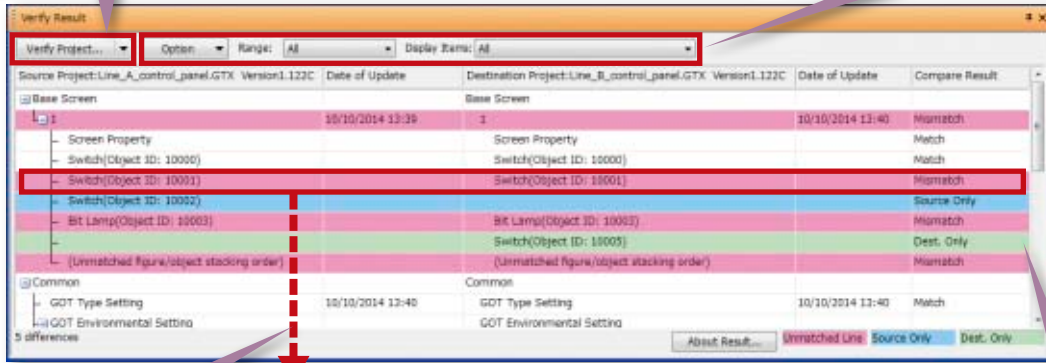 Verify Result
Verify Project... Option Range: All Display Items: All
Source Project:Line_A_control_panel.GTX Version1.122C Date of Update Destination Project:Line_B_control_panel.GTX Version1.122C Date of Update Compare Result
Base Screen Base Screen
1 10/10/2014 13:39 1 10/10/2014 13:40 Mismatch
Screen Property Screen Property Match
Switch(Object ID: 10000) Switch(Object ID: 10000) Match
Switch(Object ID: 10001) Switch(Object ID: 10001) Mismatch
Switch(Object ID: 10002) Source Only
Bit Lamp(Object ID: 10003) Bit Lamp(Object ID: 10003) Mismatch
Switch(Object ID: 10005) Dest. Only
(Unmatched figure/object stacking order) (Unmatched figure/object stacking order) Mismatch
Common Common
GOT Type Setting 10/10/2014 13:40 GOT Type Setting 10/10/2014 13:40 Match
GOT Environmental Setting GOT Environmental Setting
5 differences About Result... Unmatched Line Source Only Dest. Only